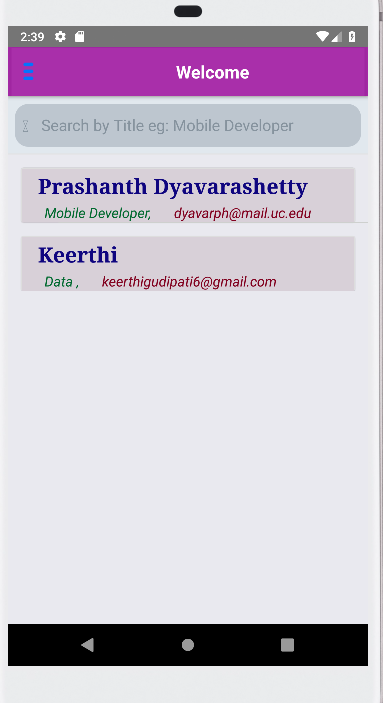 2:39
Welcome
Search by Title eg: Mobile Developer
Prashanth Dyavarashetty
Mobile Developer, dyavarph@mail.uc.edu
Keerthi
Data , keerthigudipati6@gmail.com